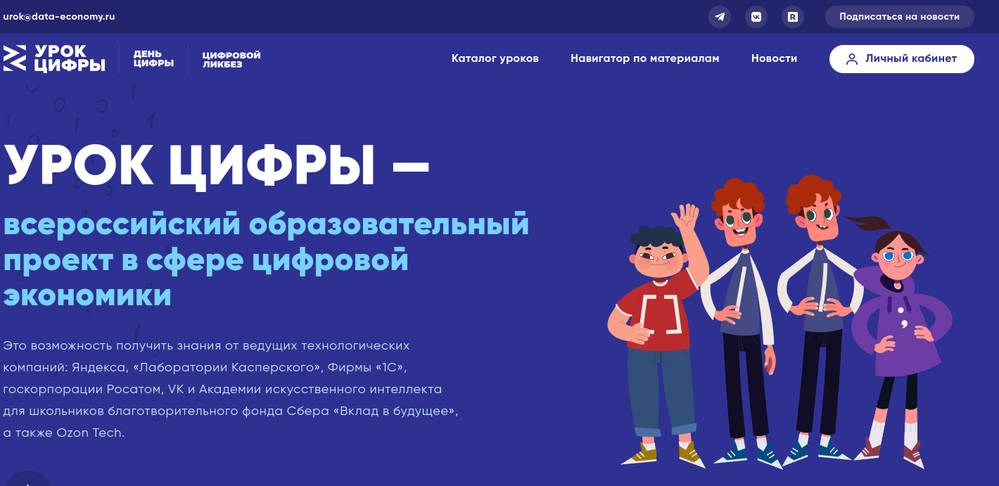 urok@data-economy.ru
Подписаться на новости
УРОК
ЦИФРЫ
ДЕНЬ
ЦИФРЫ
ЦИФРОВОЙ
ЛИКБЕЗ
Каталог уроков
Навигатор по материалам
Новости
Личный кабинет
УРОК ЦИФРЫ —
всероссийский образовательный
проект в сфере цифровой
экономики
Это возможность получить знания от ведущих технологических
компаний: Яндекса, «Лаборатории Касперского», Фирмы «1С»,
госкорпорации Росатом, VK и Академии искусственного интеллекта
для школьников благотворительного фонда Сбера «Вклад в будущее»,
а также Ozon Tech.